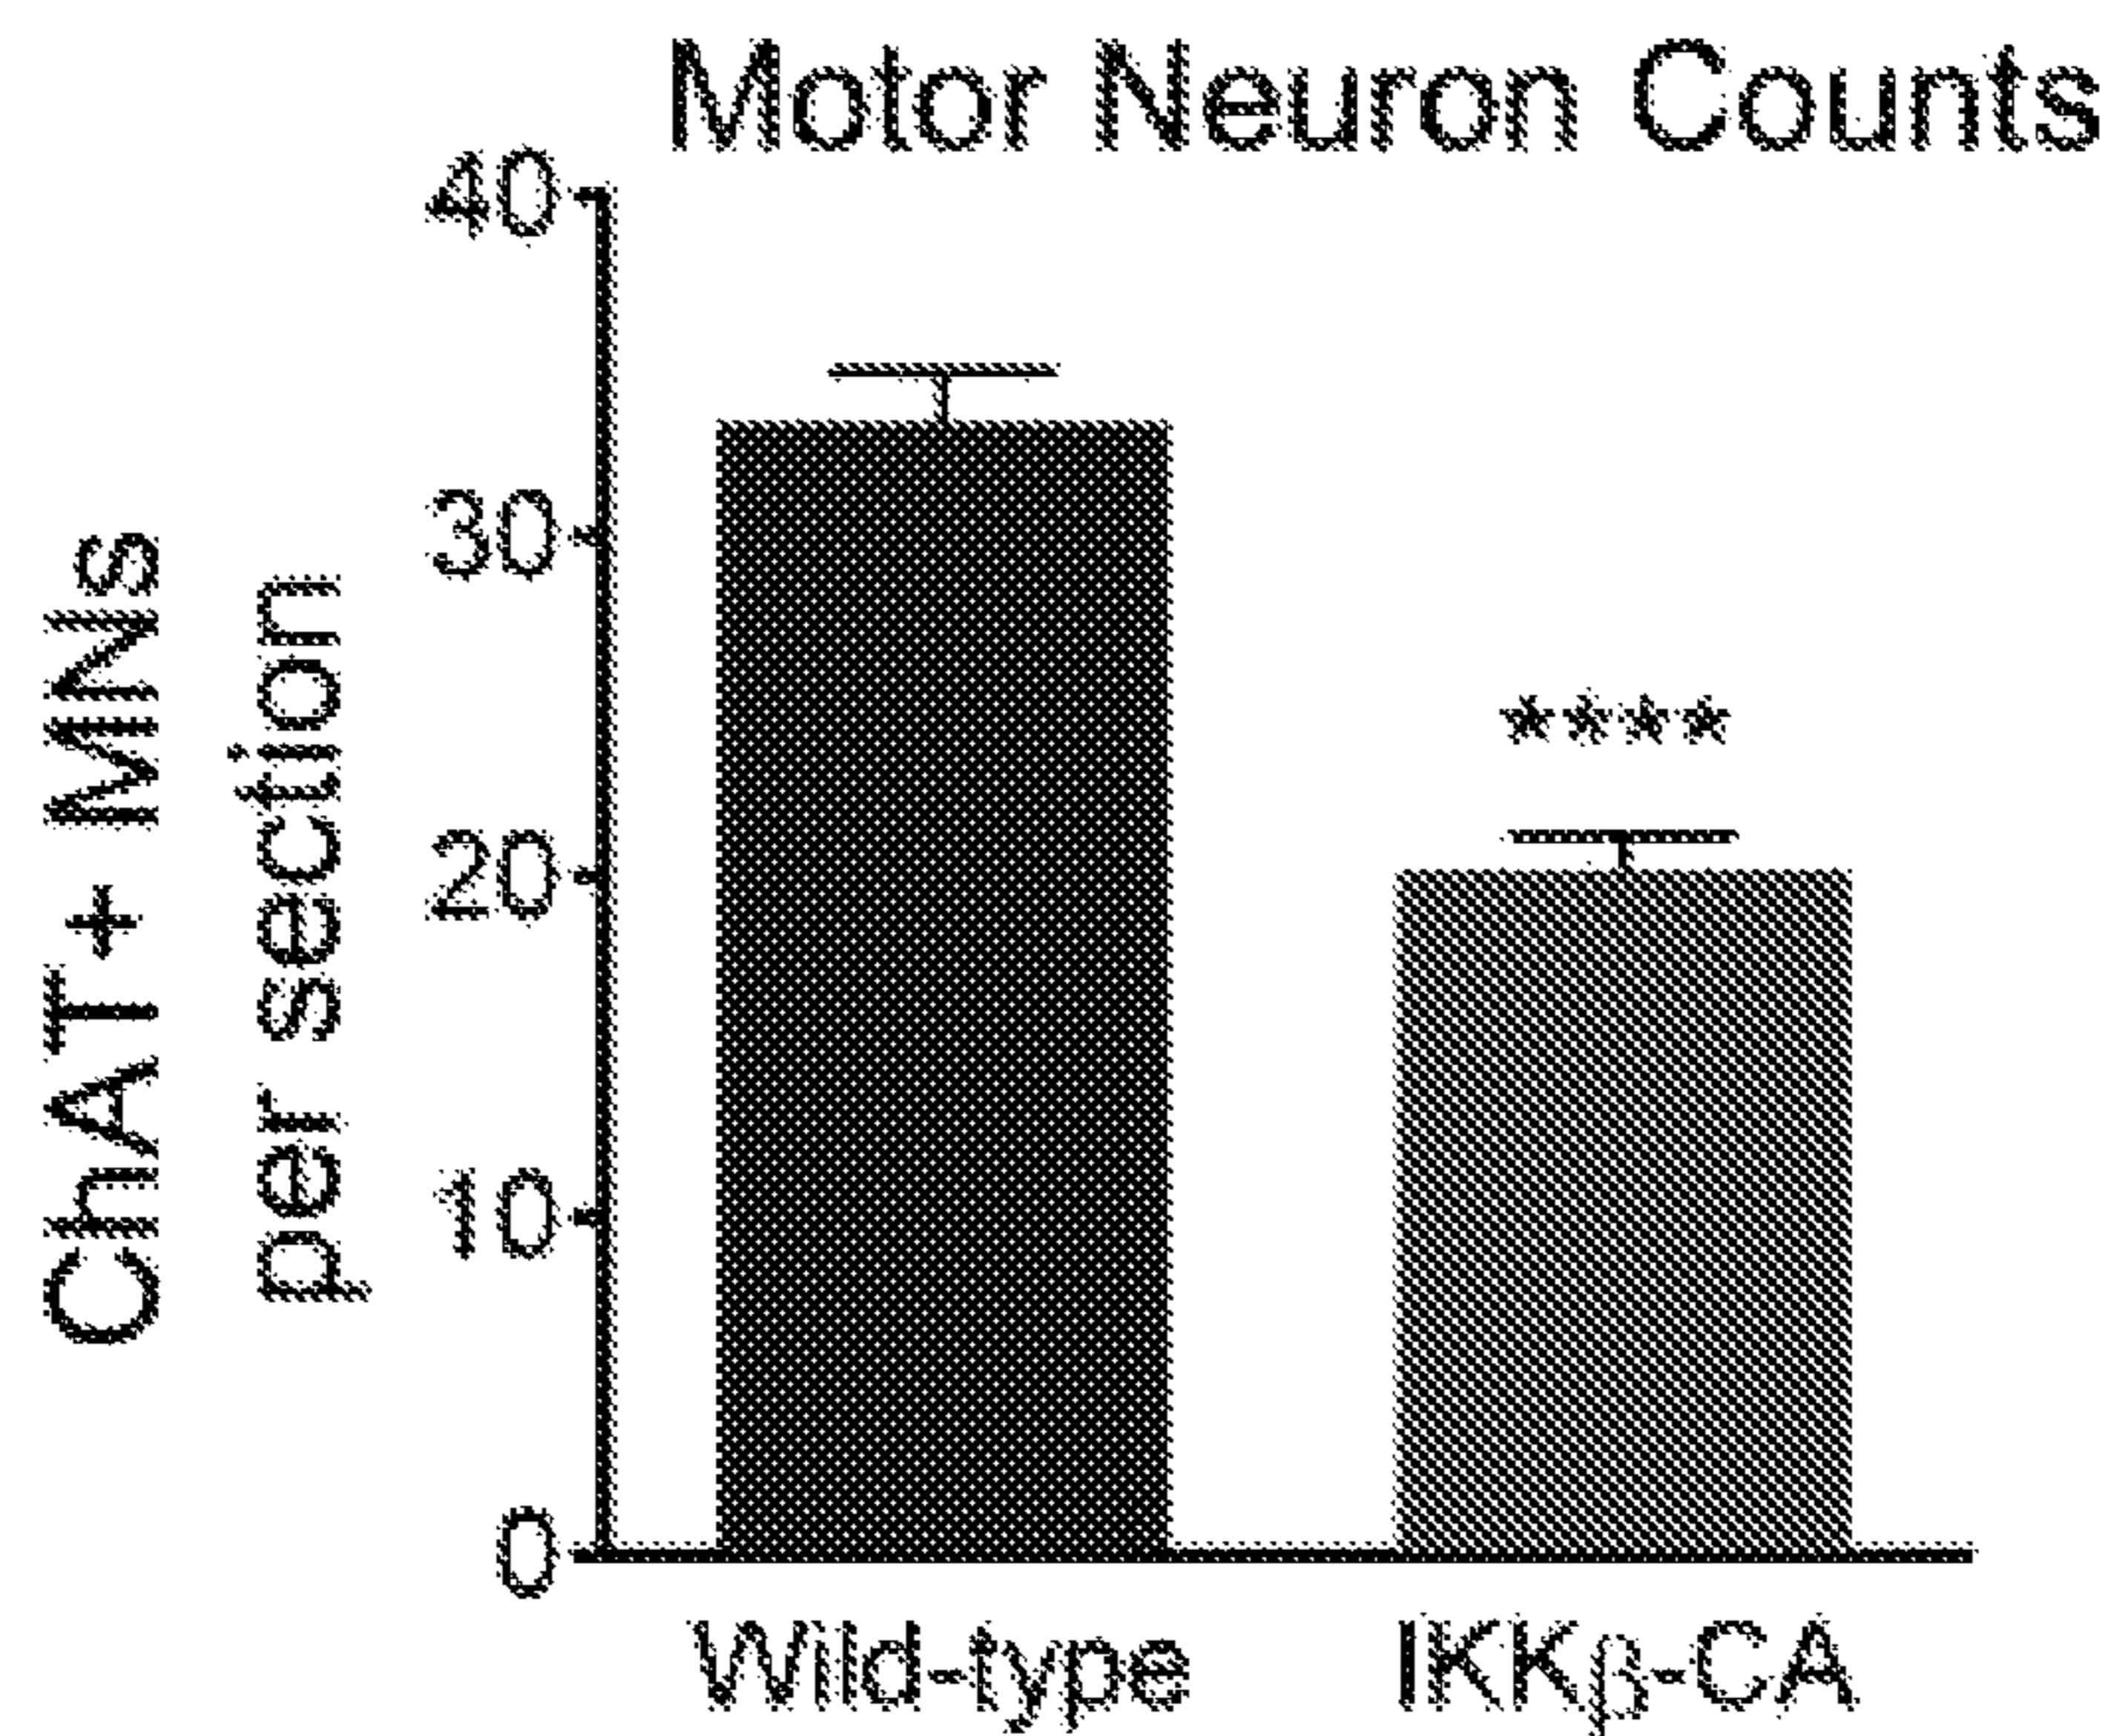 Motor Neuron Counts
ChAT+ MNs
per section
40
30
20
10
0
****
Wild-type
IKKβ-CA